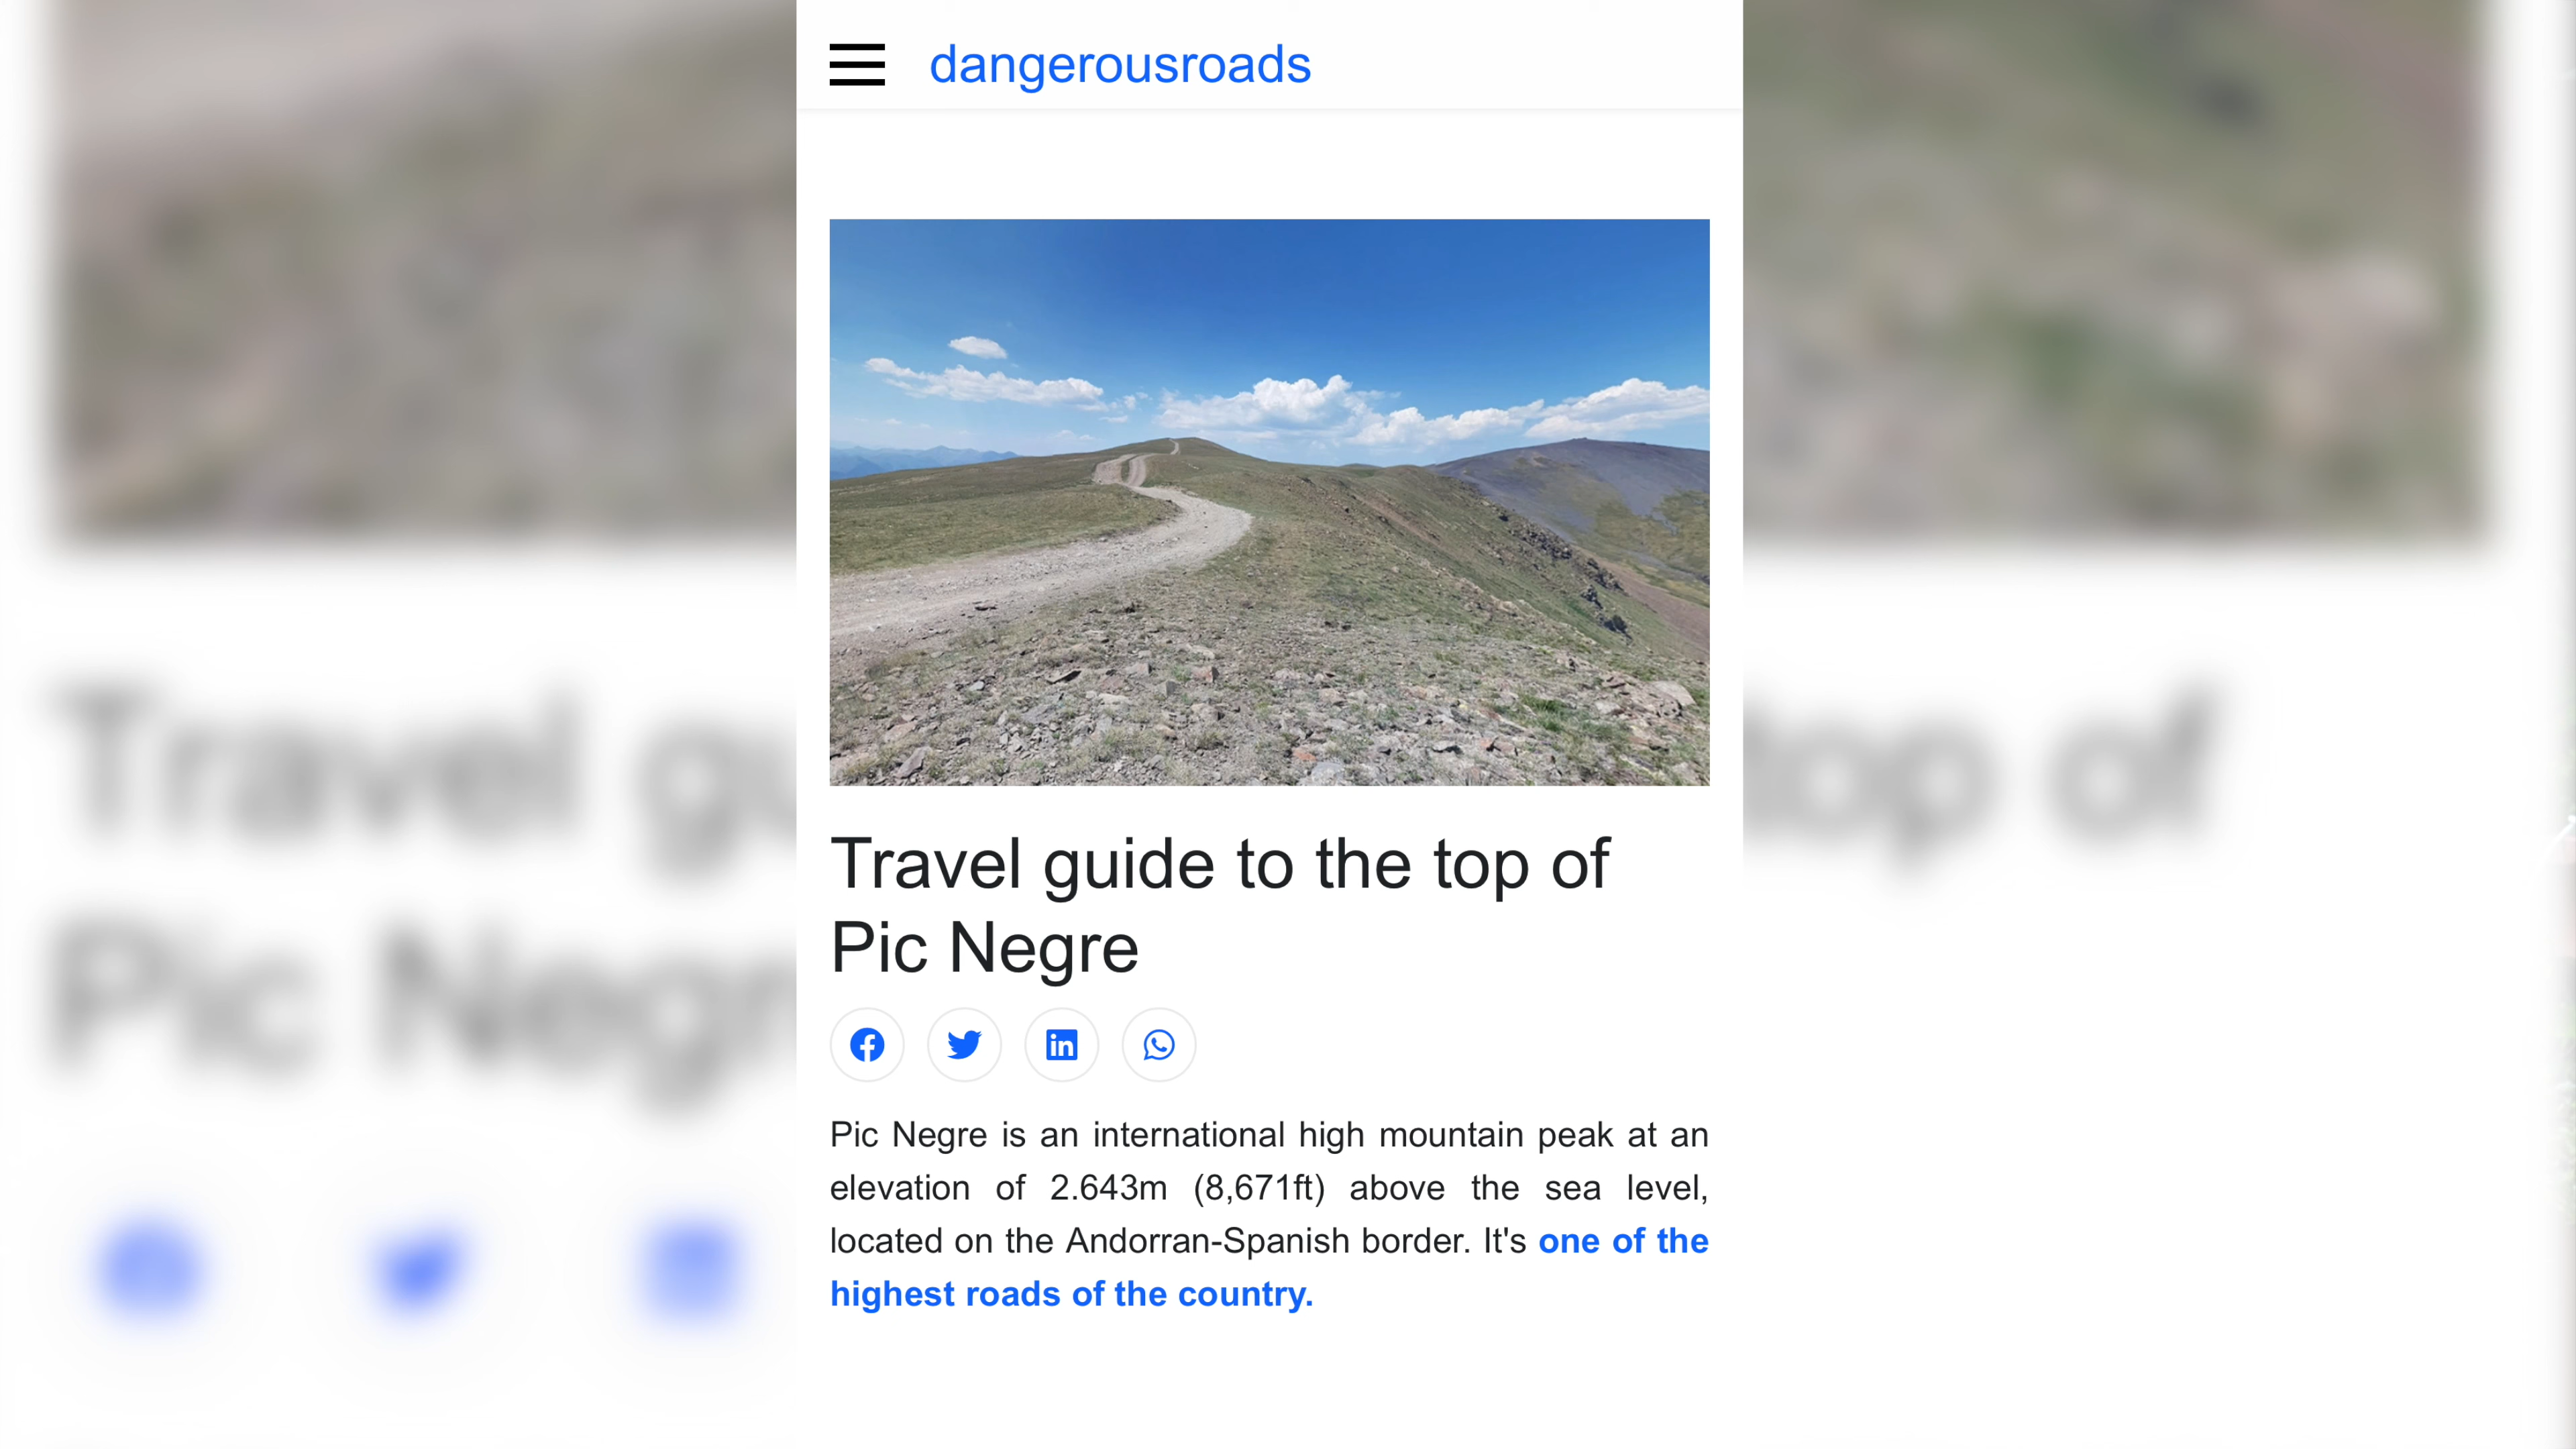 dangerousroads
Travel guide to the top of
Pic Negre
Pic Negre is an international high mountain peak at an
elevation of 2.643m (8,671ft) above the sea level,
located on the Andorran-Spanish border. It's one of the
highest roads of the country.